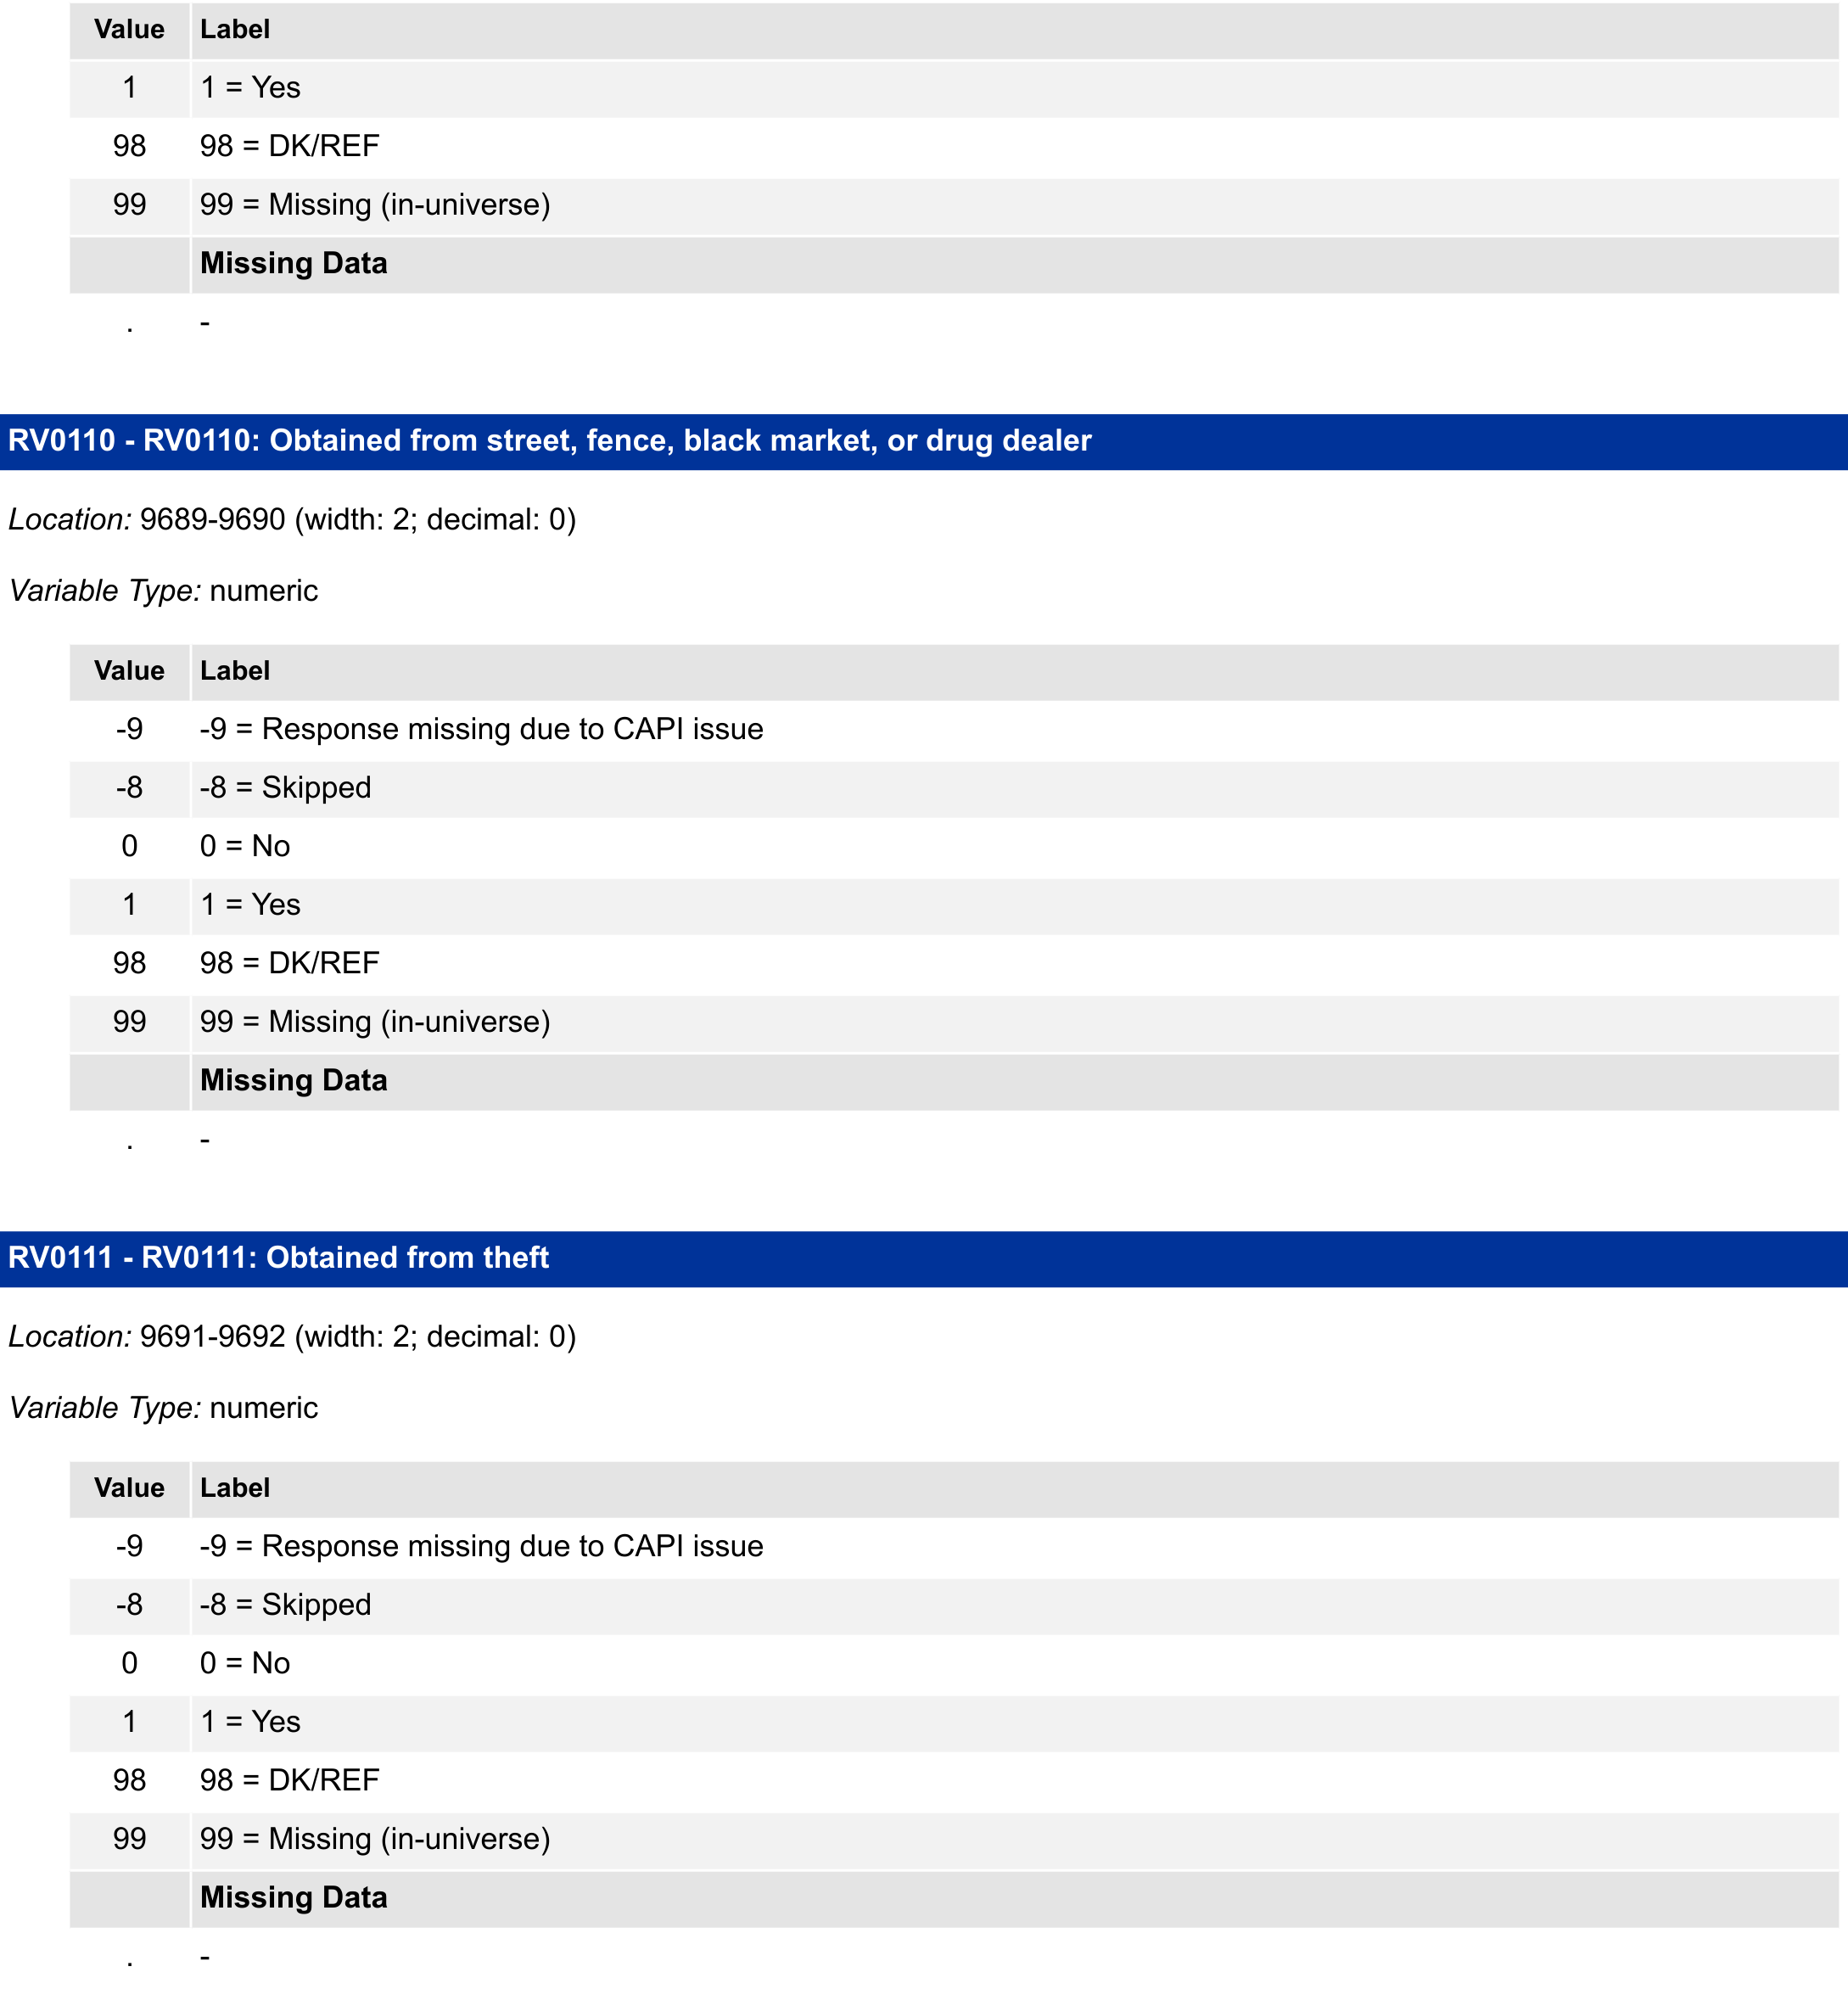 Value Label
1 1 = Yes
98 98 = DK/REF
99 99 = Missing (in-universe)
Missing Data
. -
RV0110 - RV0110: Obtained from street, fence, black market, or drug dealer
Location: 9689-9690 (width: 2; decimal: 0)
Variable Type: numeric
Value Label
-9 -9 = Response missing due to CAPI issue
-8 -8 = Skipped
0 0 = No
1 1 = Yes
98 98 = DK/REF
99 99 = Missing (in-universe)
Missing Data
. -
RV0111 - RV0111: Obtained from theft
Location: 9691-9692 (width: 2; decimal: 0)
Variable Type: numeric
Value Label
-9 -9 = Response missing due to CAPI issue
-8 -8 = Skipped
0 0 = No
1 1 = Yes
98 98 = DK/REF
99 99 = Missing (in-universe)
Missing Data
. -